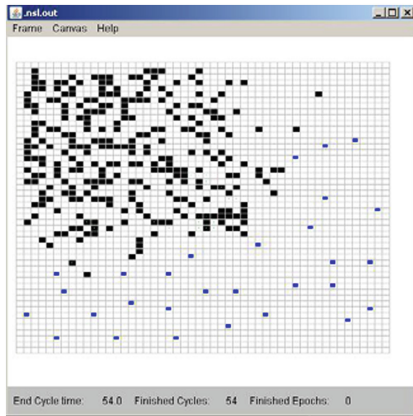 .nsl.out
Frame Canvas Help
End Cycle time: 54.0 Finished Cycles: 54 Finished Epochs: 0